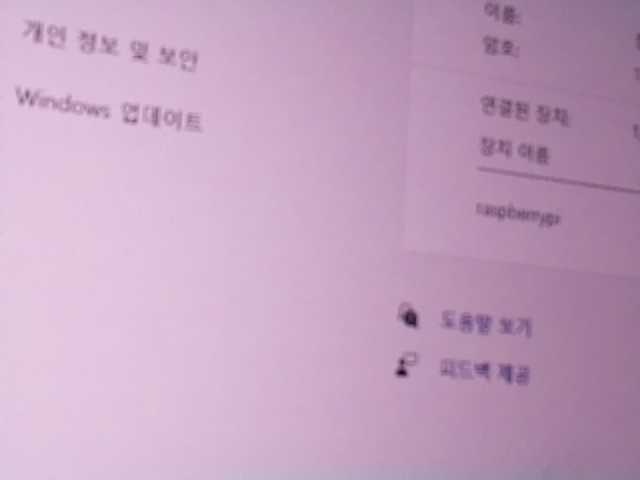 개인 정보 및 보안
Windows 업데이트
이름:
암호:
연결된 장치:
장치 이름
raspberrypi
도움말 보기
피드백 제공